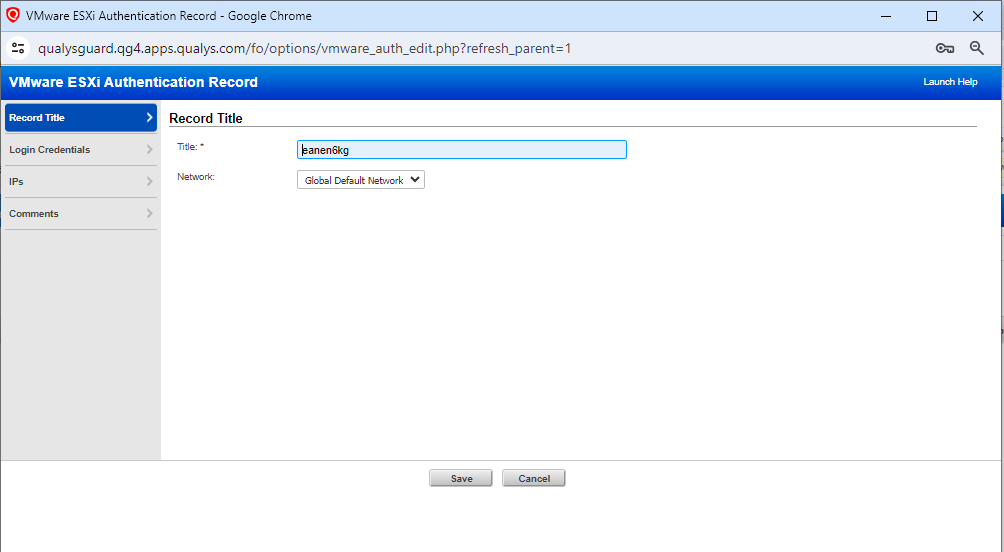 VMware ESXi Authentication Record - Google Chrome
qualysguard.qg4.apps.qualys.com/fo/options/vmware_auth_edit.php?refresh_parent=1
VMware ESXi Authentication Record
Launch Help
Record Title
Login Credentials
IPs
Comments
Record Title
Title: *
eanen6kg
Network:
Global Default Network
Save
Cancel